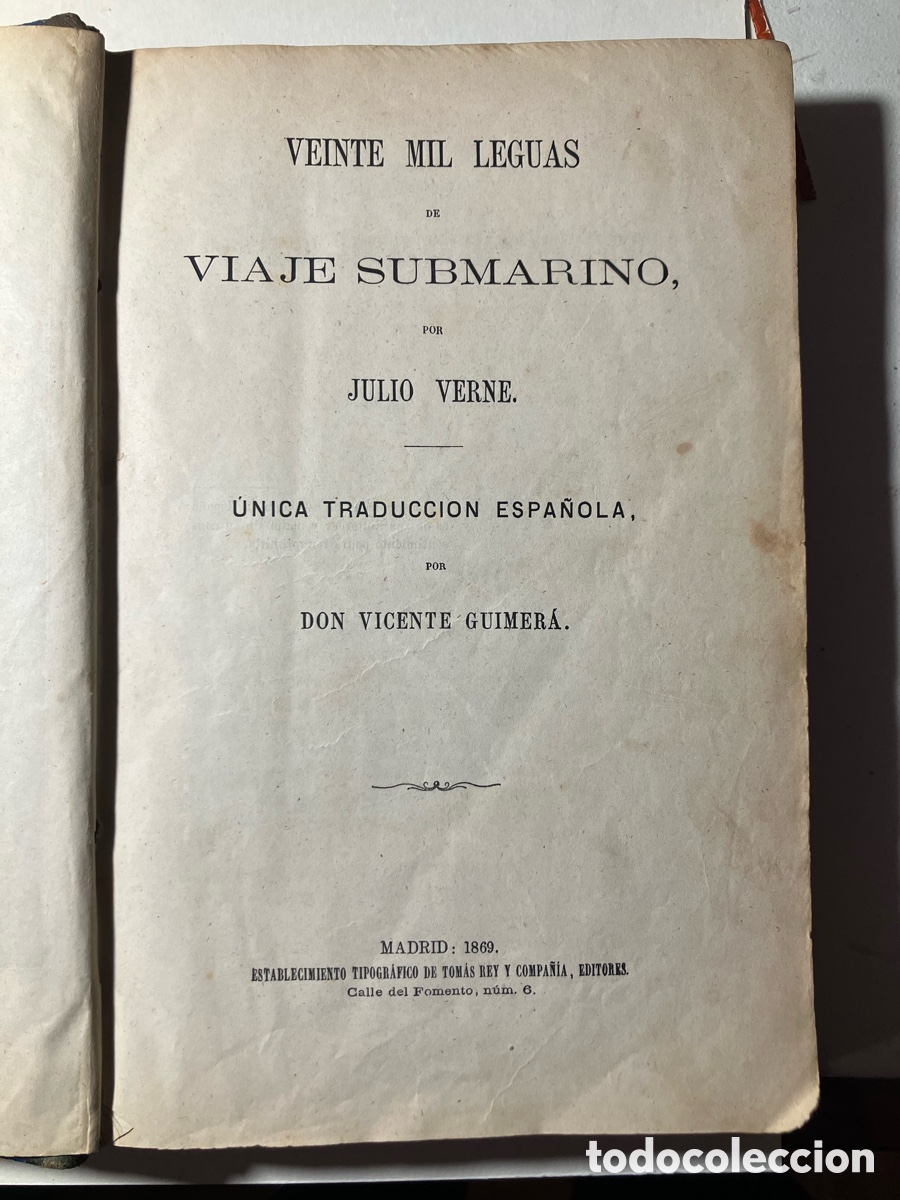 VEINTE MIL LEGUAS
DE
VIAJE SUBMARINO,
POR
JULIO VERNE.
ÚNICA TRADUCCION ESPAÑOLA,
POR
DON VICENTE GUIMERÁ.
MADRID: 1869.
ESTABLECIMIENTO TIPOGRÁFICO DE TOMÁS REY Y COMPAÑÍA, EDITORES.
Calle del Fomento, núm. 6.
todocoleccion